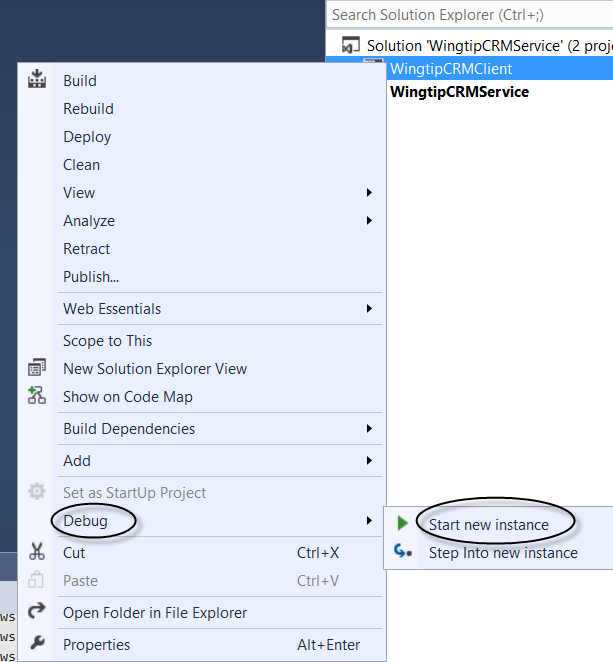 Search Solution Explorer (Ctrl+;)
Solution 'WingtipCRMService' (2 proje
WingtipCRMClient
WingtipCRMService
Build
Rebuild
Deploy
Clean
View
Analyze
Retract
Publish...
Web Essentials
Scope to This
New Solution Explorer View
Show on Code Map
Build Dependencies
Add
Set as StartUp Project
Debug
Start new instance
Cut Ctrl+X
Step Into new instance
Paste Ctrl+V
Open Folder in File Explorer
ws
Properties Alt+Enter
ws
ws